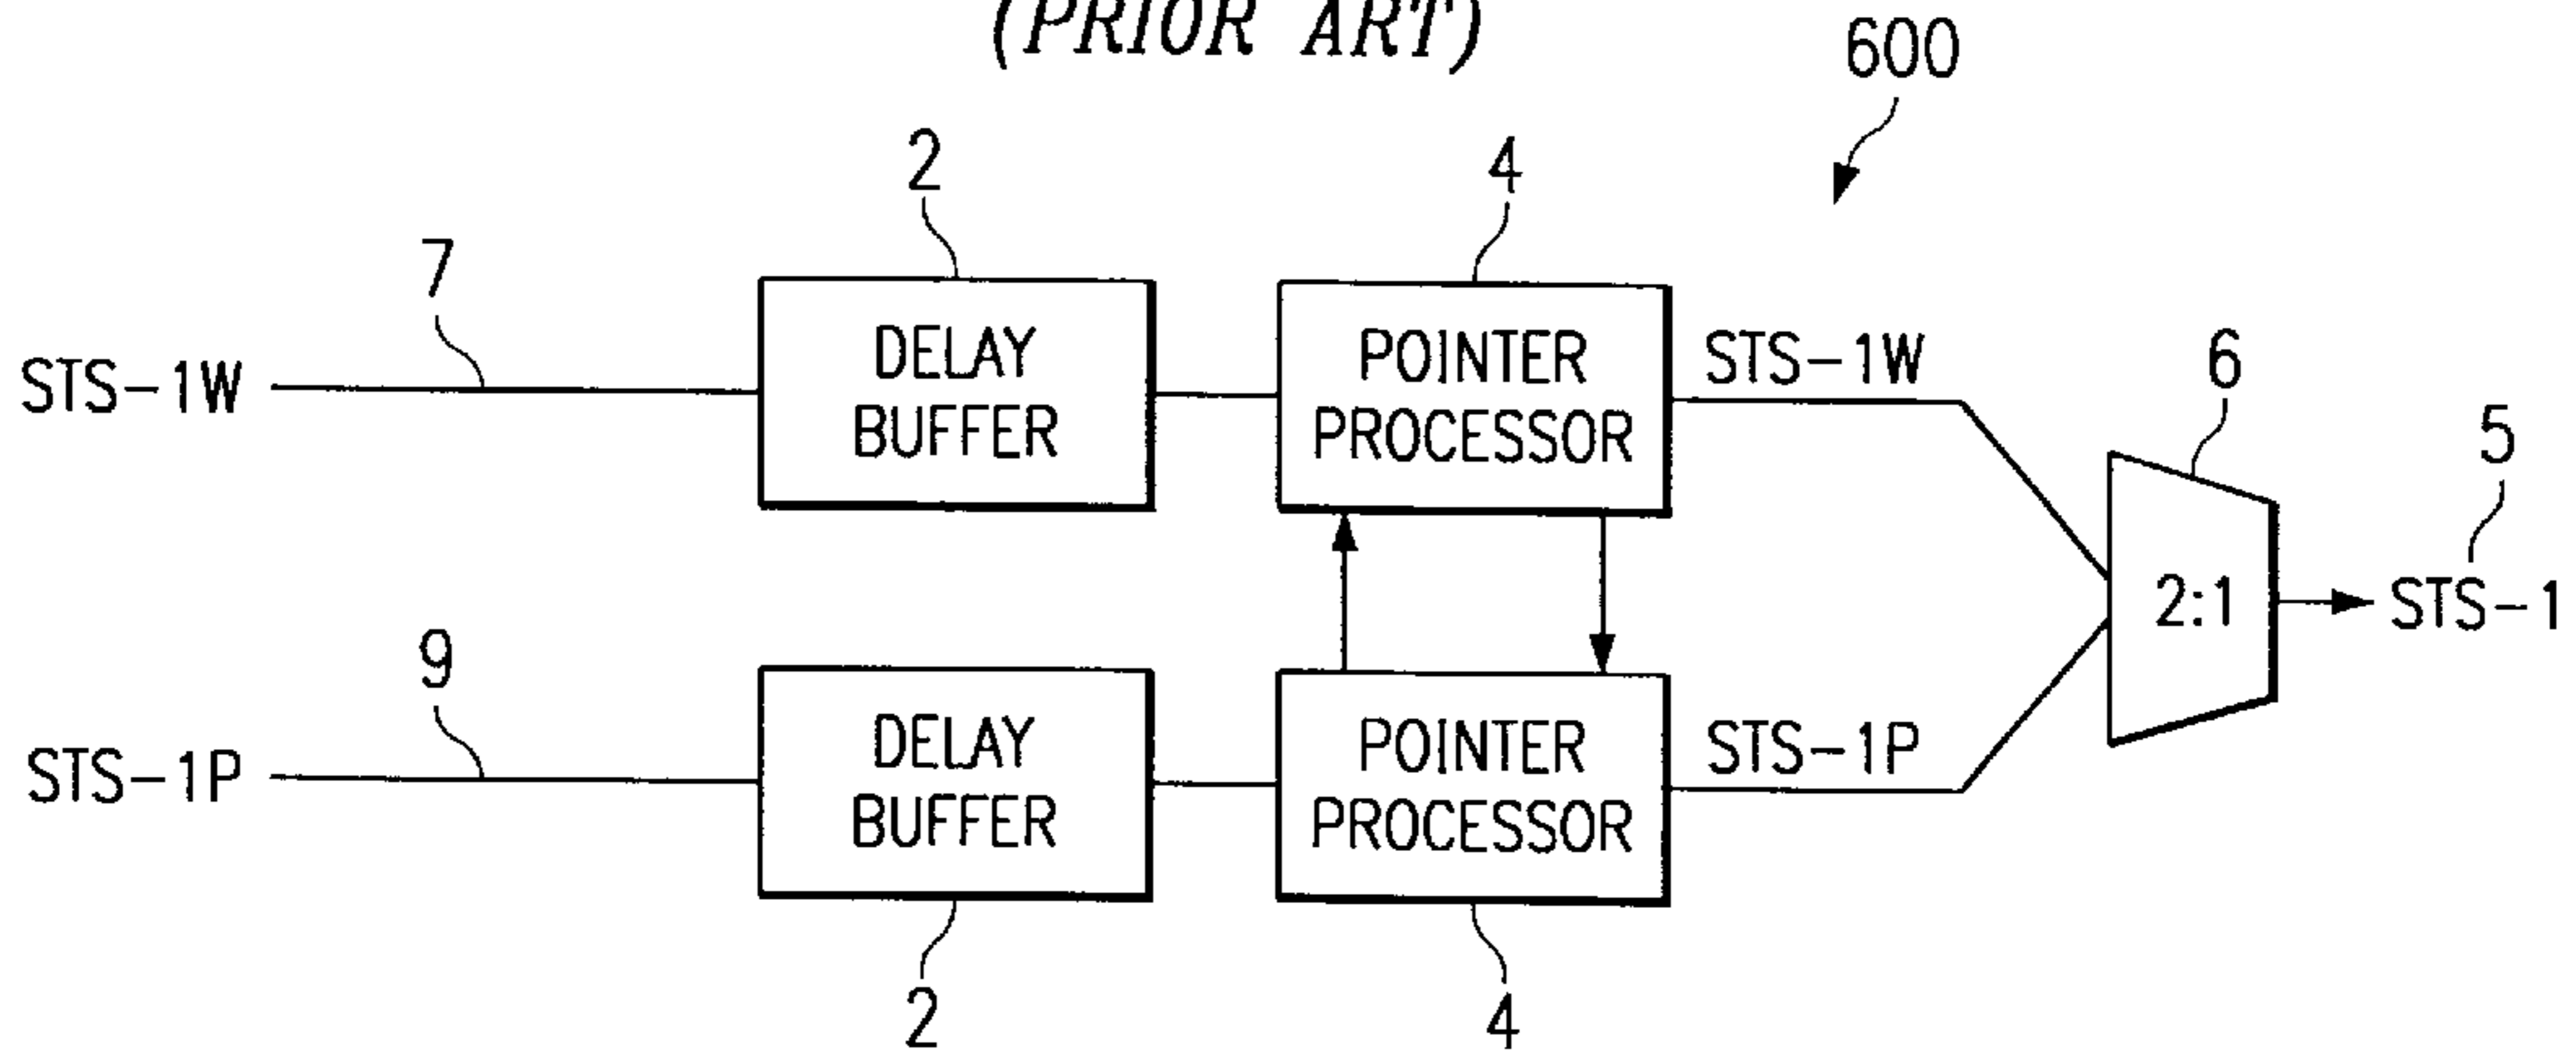 (PRIOR ART)
600
2
4
7
STS-1W
DELAY
BUFFER
POINTER
PROCESSOR
STS-1W
6
5
2:1
STS-1
9
STS-1P
DELAY
BUFFER
POINTER
PROCESSOR
STS-1P
2
4